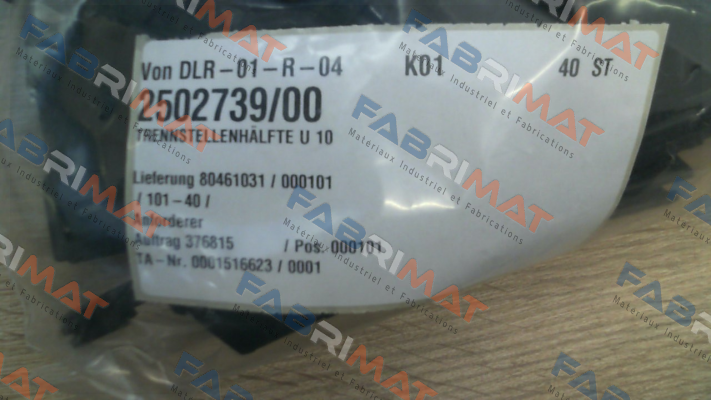 Von DLR-01-R-04 K01 40 ST
2502739/00
TRENNSTELLENHÄLFTE U 10
Lieferung 80461031 / 000101
/ 101-40 /
Anforderer
Auftrag 376815 / Pos. 000101
TA-Nr. 0081516623 / 0001
FABRIMAT
Materiaux Industriel et Fabrications